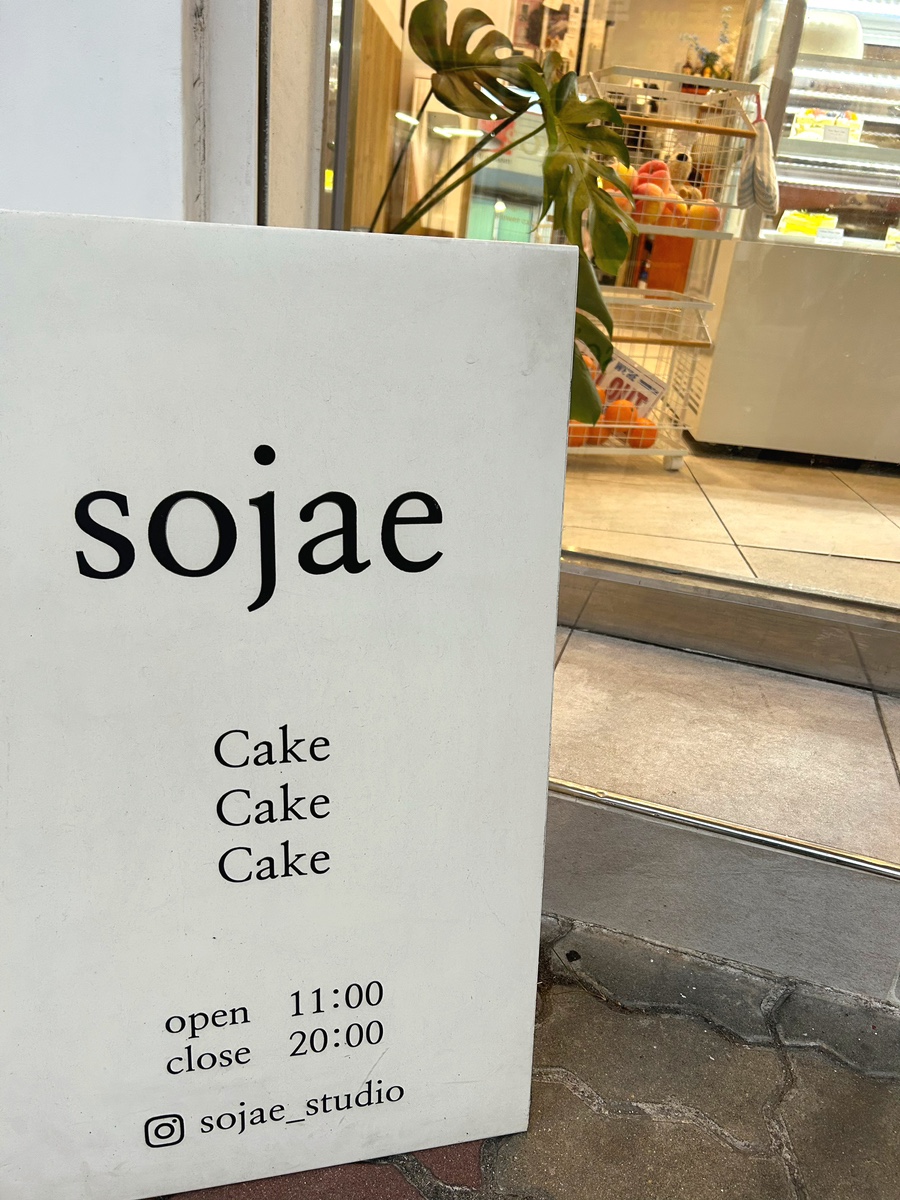 sojae
Cake
Cake
Cake
open 11:00
close 20:00
sojae_studio